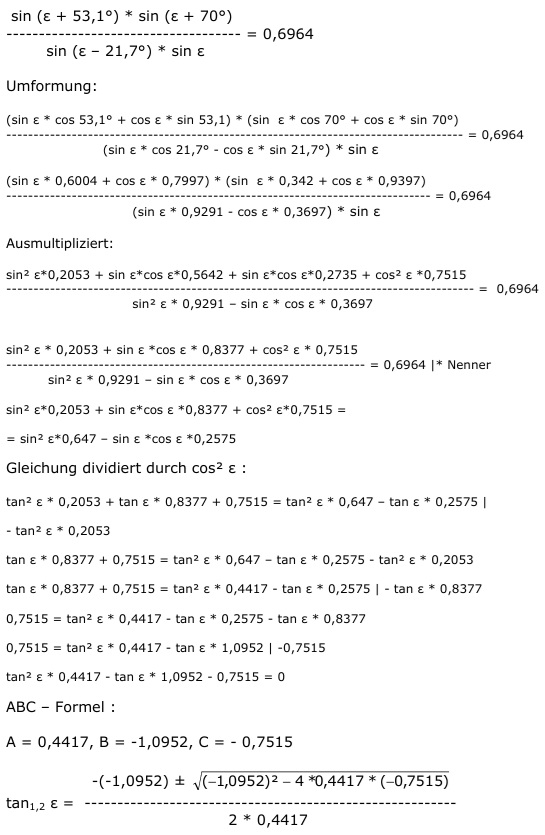 sin (ε + 53,1°) * sin (ε + 70°)
------------------------------------ = 0,6964
sin (ε – 21,7°) * sin ε
Umformung:
(sin ε * cos 53,1° + cos ε * sin 53,1) * (sin ε * cos 70° + cos ε * sin 70°)
------------------------------------------------------------------------------------- = 0,6964
(sin ε * cos 21,7° - cos ε * sin 21,7°) * sin ε
(sin ε * 0,6004 + cos ε * 0,7997) * (sin ε * 0,342 + cos ε * 0,9397)
------------------------------------------------------------------------------- = 0,6964
(sin ε * 0,9291 - cos ε * 0,3697) * sin ε
Ausmultipliziert:
sin² ε*0,2053 + sin ε*cos ε*0,5642 + sin ε*cos ε*0,2735 + cos² ε *0,7515
--------------------------------------------------------------------------------------- = 0,6964
sin² ε * 0,9291 – sin ε * cos ε * 0,3697
sin² ε * 0,2053 + sin ε *cos ε * 0,8377 + cos² ε * 0,7515
------------------------------------------------------------------- = 0,6964 |* Nenner
sin² ε * 0,9291 – sin ε * cos ε * 0,3697
sin² ε*0,2053 + sin ε*cos ε *0,8377 + cos² ε*0,7515 =
= sin² ε*0,647 – sin ε *cos ε *0,2575
Gleichung dividiert durch cos² ε :
tan² ε * 0,2053 + tan ε * 0,8377 + 0,7515 = tan² ε * 0,647 – tan ε * 0,2575 |
- tan² ε * 0,2053
tan ε * 0,8377 + 0,7515 = tan² ε * 0,647 – tan ε * 0,2575 - tan² ε * 0,2053
tan ε * 0,8377 + 0,7515 = tan² ε * 0,4417 - tan ε * 0,2575 | - tan ε * 0,8377
0,7515 = tan² ε * 0,4417 - tan ε * 0,2575 - tan ε * 0,8377
0,7515 = tan² ε * 0,4417 - tan ε * 1,0952 | -0,7515
tan² ε * 0,4417 - tan ε * 1,0952 - 0,7515 = 0
ABC – Formel :
A = 0,4417, B = -1,0952, C = - 0,7515
-(-1,0952) ± √(−1,0952)² − 4 *0,4417 * (−0,7515)
tan1,2 ε = ---------------------------------------------------------
2 * 0,4417